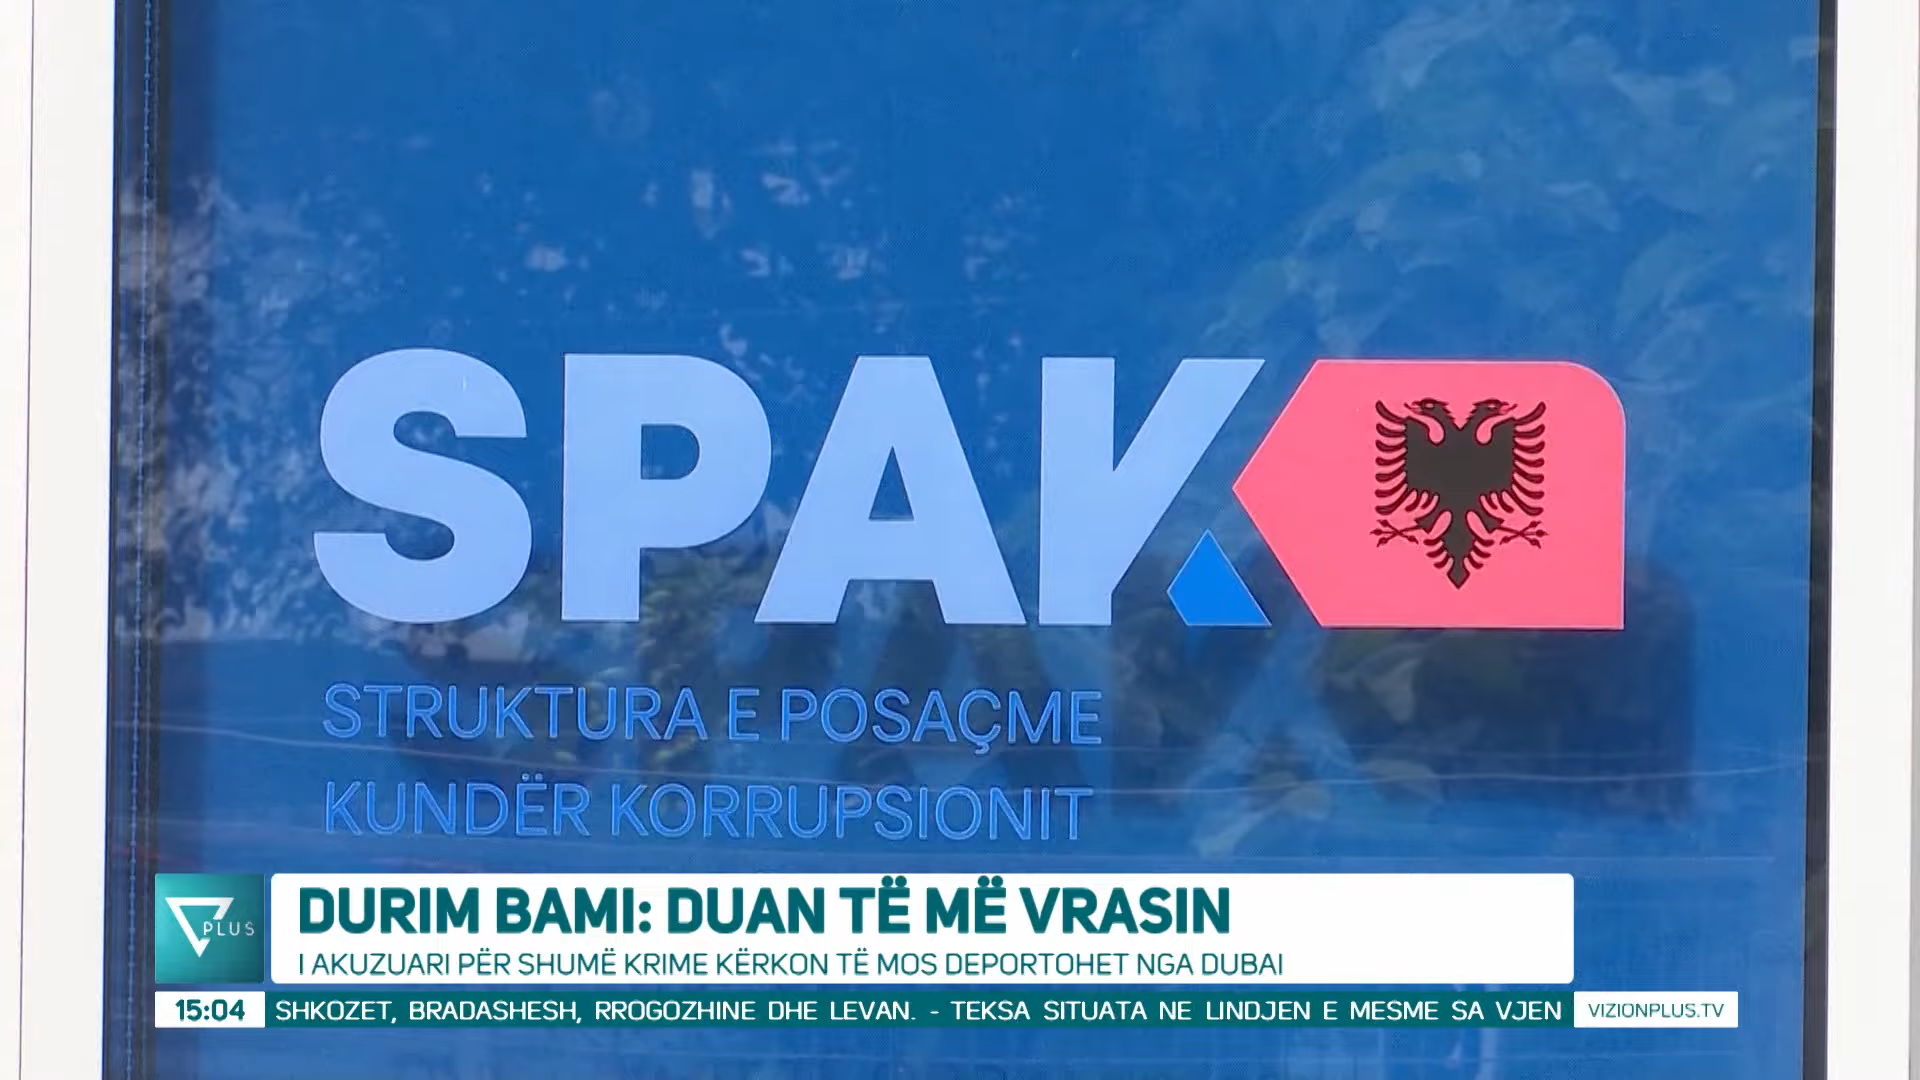 SPAK
STRUKTURA E POSAÇME
KUNDËR KORRUPSIONIT
PLUS
DURIM BAMI: DUAN TË MË VRASIN
I AKUZUARI PËR SHUMË KRIME KËRKON TË MOS DEPORTOHET NGA DUBAI
15:04 SHKOZET, BRADASHESH, RROGOZHINE DHE LEVAN. - TEKSA SITUATA NE LINDJEN E MESME SA VJEN VIZIONPLUS.TV